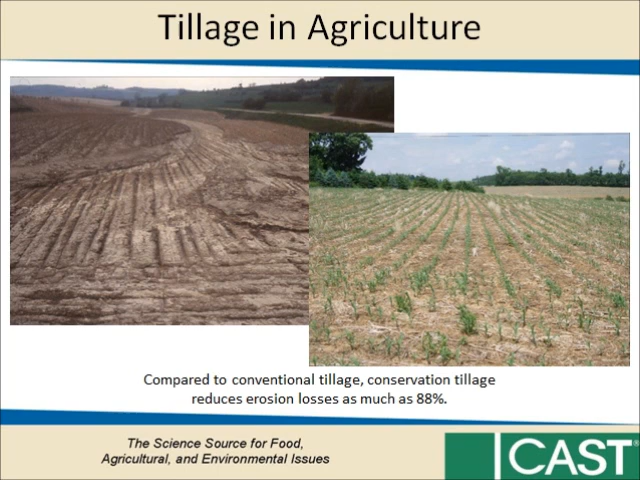 Tillage in Agriculture
Compared to conventional tillage, conservation tillage
reduces erosion losses as much as 88%.
The Science Source for Food,
Agricultural, and Environmental Issues
CAST®